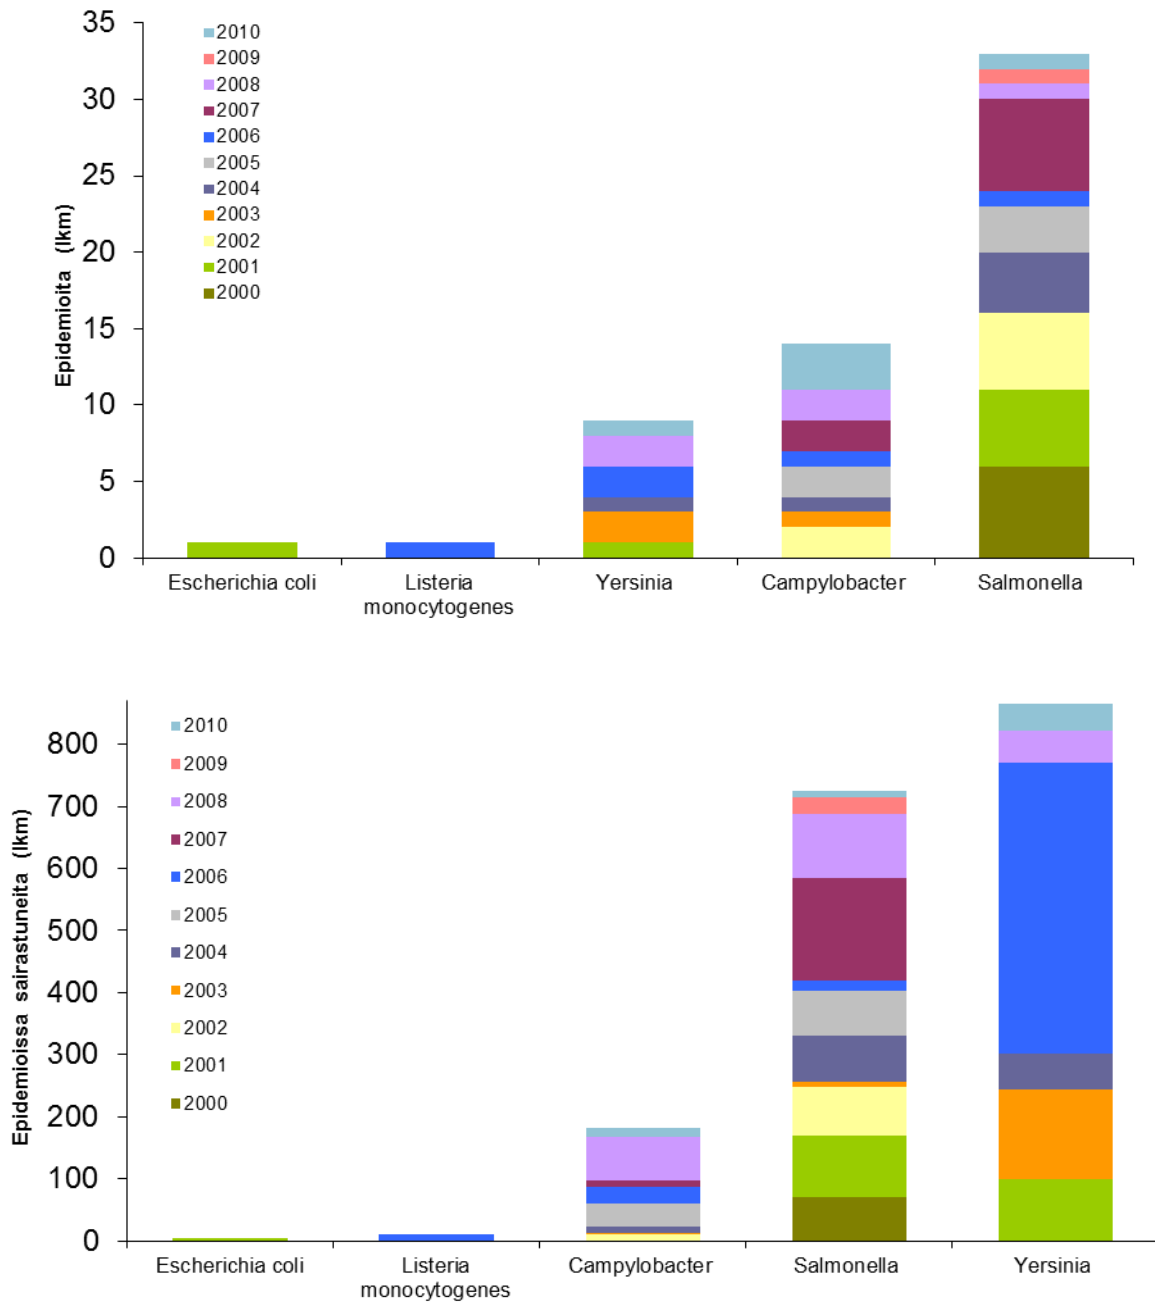 35
30
25
20
15
10
5
0
Epidemioita (lkm)
2010
2009
2008
2007
2006
2005
2004
2003
2002
2001
2000
Escherichia coli
Listeria
monocytogenes
Yersinia
Campylobacter
Salmonella
800
700
600
500
400
300
200
100
0
Epidemioissa sairastuneita (lkm)
2010
2009
2008
2007
2006
2005
2004
2003
2002
2001
2000
Escherichia coli
Listeria
monocytogenes
Campylobacter
Salmonella
Yersinia